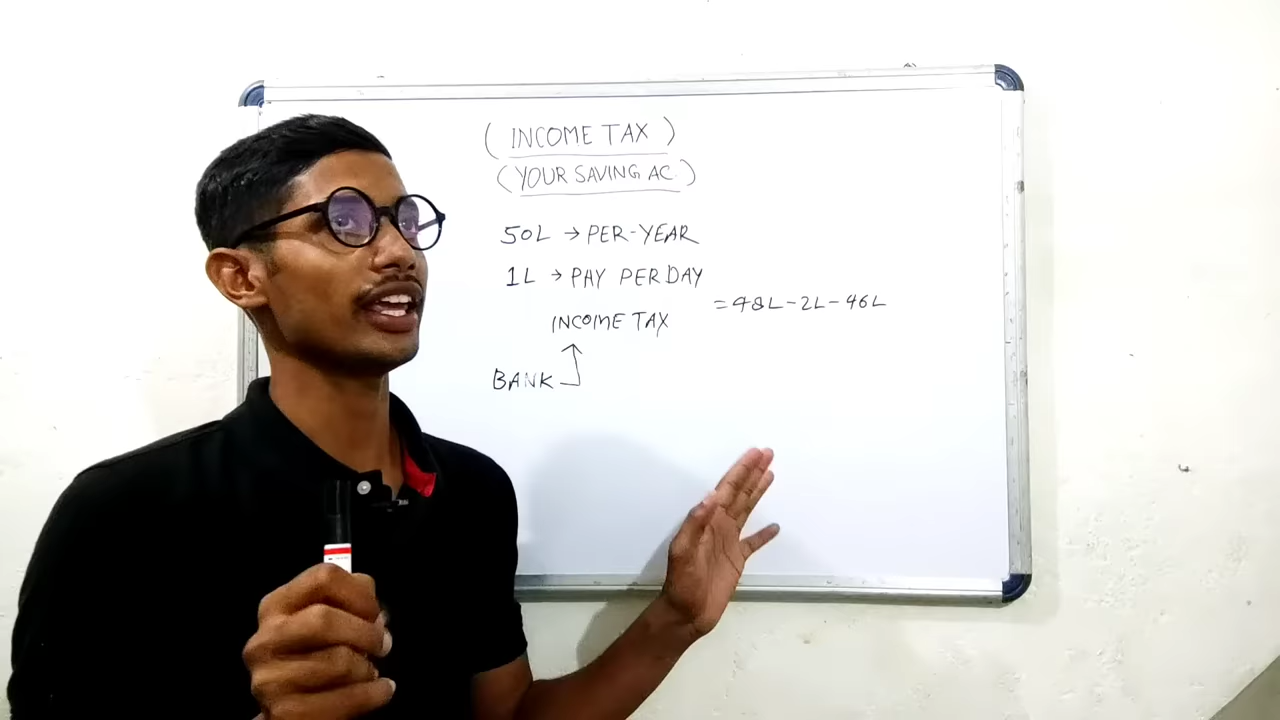 ( INCOME TAX )
( YOUR SAVING AC. )
50L → PER-YEAR
1L → PAY PER DAY
INCOME TAX
= 48L - 2L - 46L
BANK